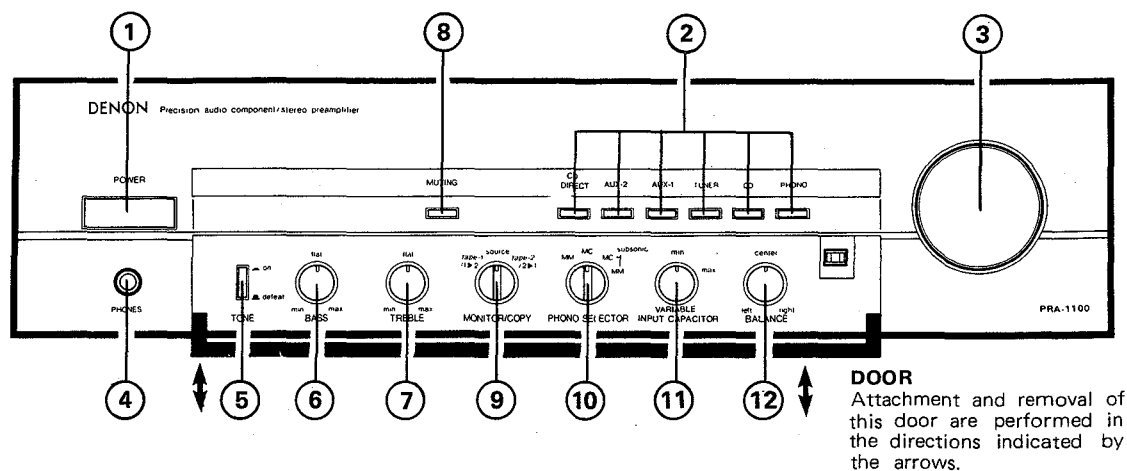 1 8 2 3
DENON Precision audio component/stereo preamplifier
POWER
MUTING
CD DIRECT AUX-2 AUX-1 TUNER CD PHONO
PHONES
on
defeat
TONE
flat
min max
BASS
flat
min max
TREBLE
source
tape-1 tape-2
1▶2 2▶1
MONITOR/COPY
MC subsonic
MM MC
MM
PHONO SELECTOR
min
max
VARIABLE
INPUT CAPACITOR
center
left right
BALANCE
PRA-1100
4 5 6 7 9 10 11 12
DOOR
Attachment and removal of
this door are performed in
the directions indicated by
the arrows.